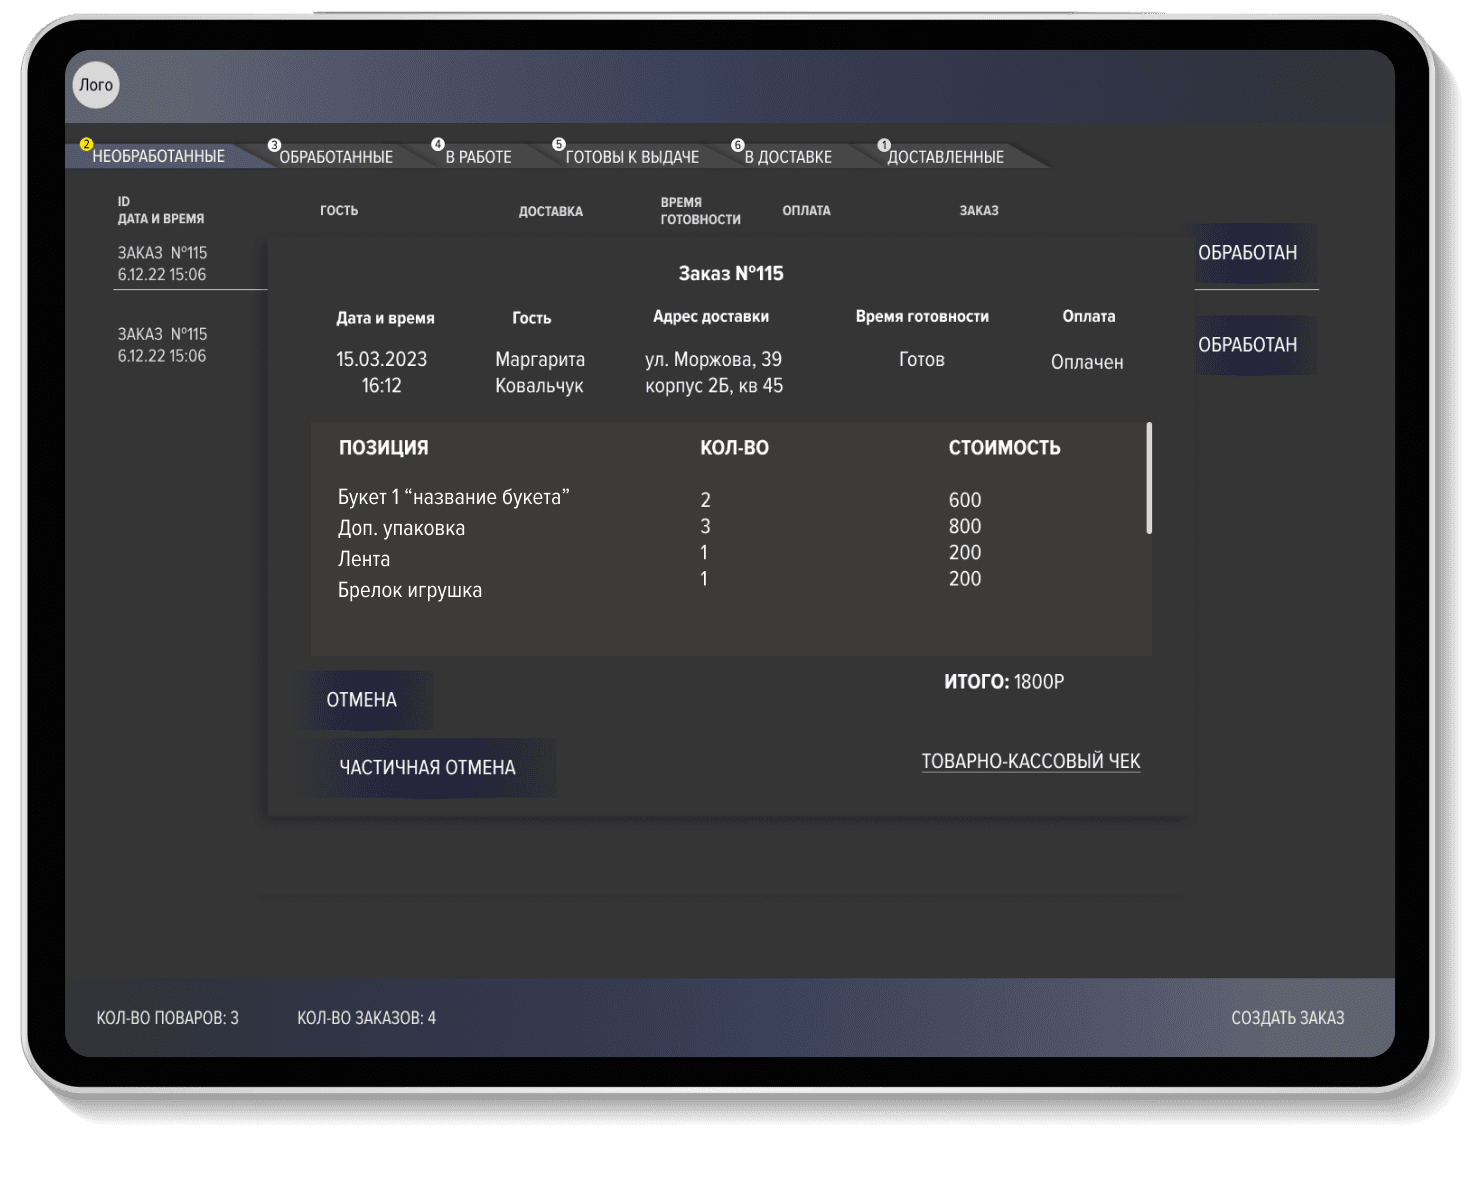 Лого
2 НЕОБРАБОТАННЫЕ 3 ОБРАБОТАННЫЕ 4 В РАБОТЕ 5 ГОТОВЫ К ВЫДАЧЕ 6 В ДОСТАВКЕ 1 ДОСТАВЛЕННЫЕ
ID
ДАТА И ВРЕМЯ
ГОСТЬ
ДОСТАВКА
ВРЕМЯ
ГОТОВНОСТИ
ОПЛАТА
ЗАКАЗ
ЗАКАЗ №115
6.12.22 15:06
ОБРАБОТАН
ЗАКАЗ №115
6.12.22 15:06
ОБРАБОТАН
Заказ №115
Дата и время Гость Адрес доставки Время готовности Оплата
15.03.2023
16:12
Маргарита
Ковальчук
ул. Моржова, 39
корпус 2Б, кв 45
Готов
Оплачен
ПОЗИЦИЯ КОЛ-ВО СТОИМОСТЬ
Букет 1 “название букета” 2 600
Доп. упаковка 3 800
Лента 1 200
Брелок игрушка 1 200
ИТОГО: 1800Р
ОТМЕНА
ЧАСТИЧНАЯ ОТМЕНА
ТОВАРНО-КАССОВЫЙ ЧЕК
КОЛ-ВО ПОВАРОВ: 3 КОЛ-ВО ЗАКАЗОВ: 4 СОЗДАТЬ ЗАКАЗ